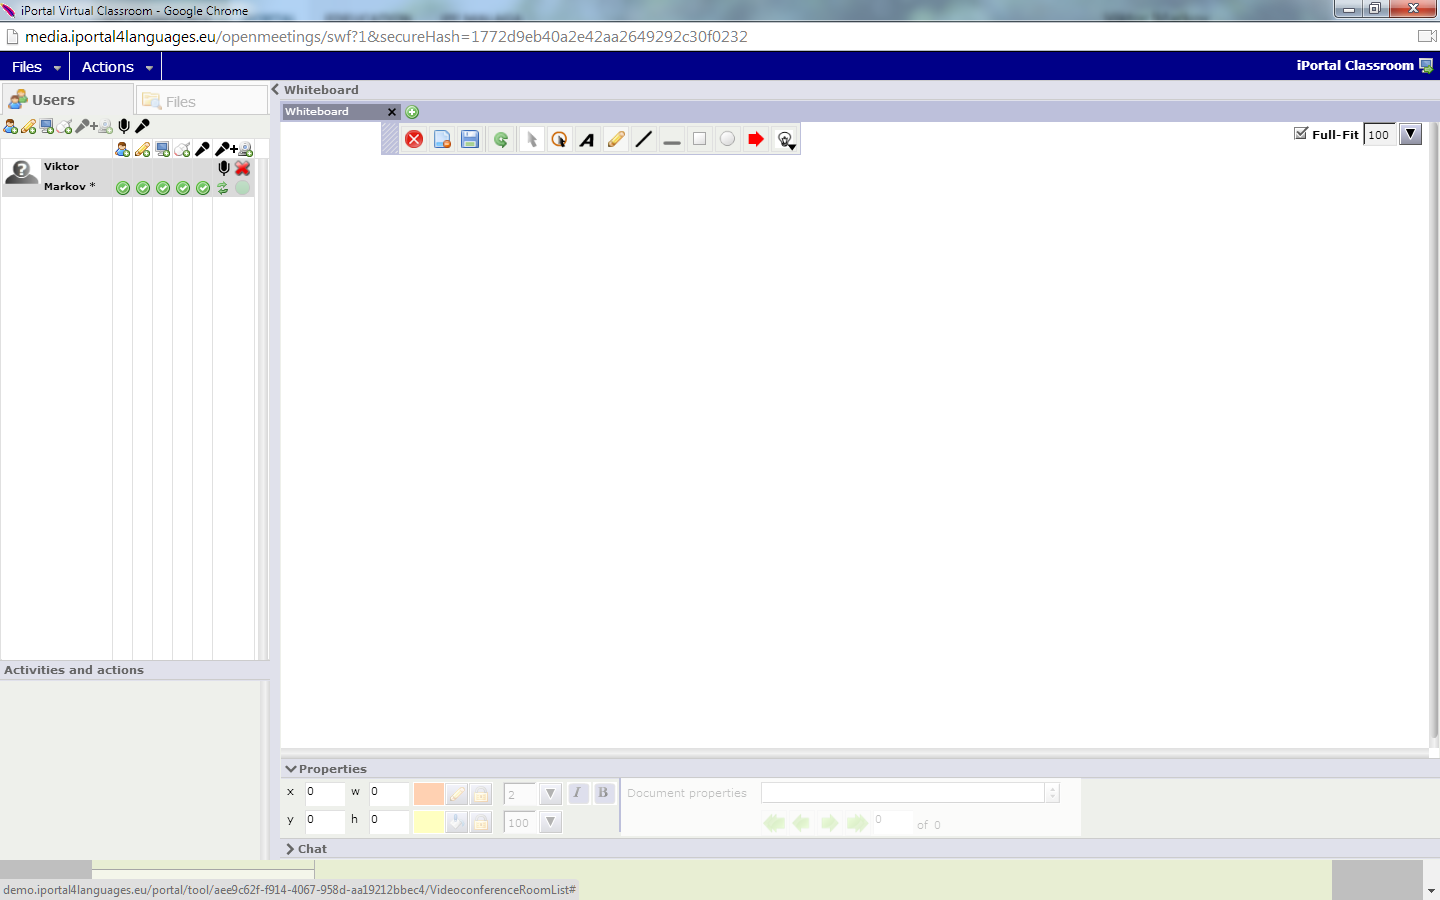 iPortal Virtual Classroom - Google Chrome
media.iportal4languages.eu/openmeetings/swf?1&secureHash=1772d9eb40a2e42aa2649292c30f0232
Files Actions iPortal Classroom
Users Files
Whiteboard
Whiteboard
A
Full-Fit 100
Viktor
Markov *
Activities and actions
Properties
x 0 w 0 2 I B Document properties
y 0 h 0 100 0 of 0
Chat
demo.iportal4languages.eu/portal/tool/aee9c62f-f914-4067-958d-aa19212bbec4/VideoconferenceRoomList#